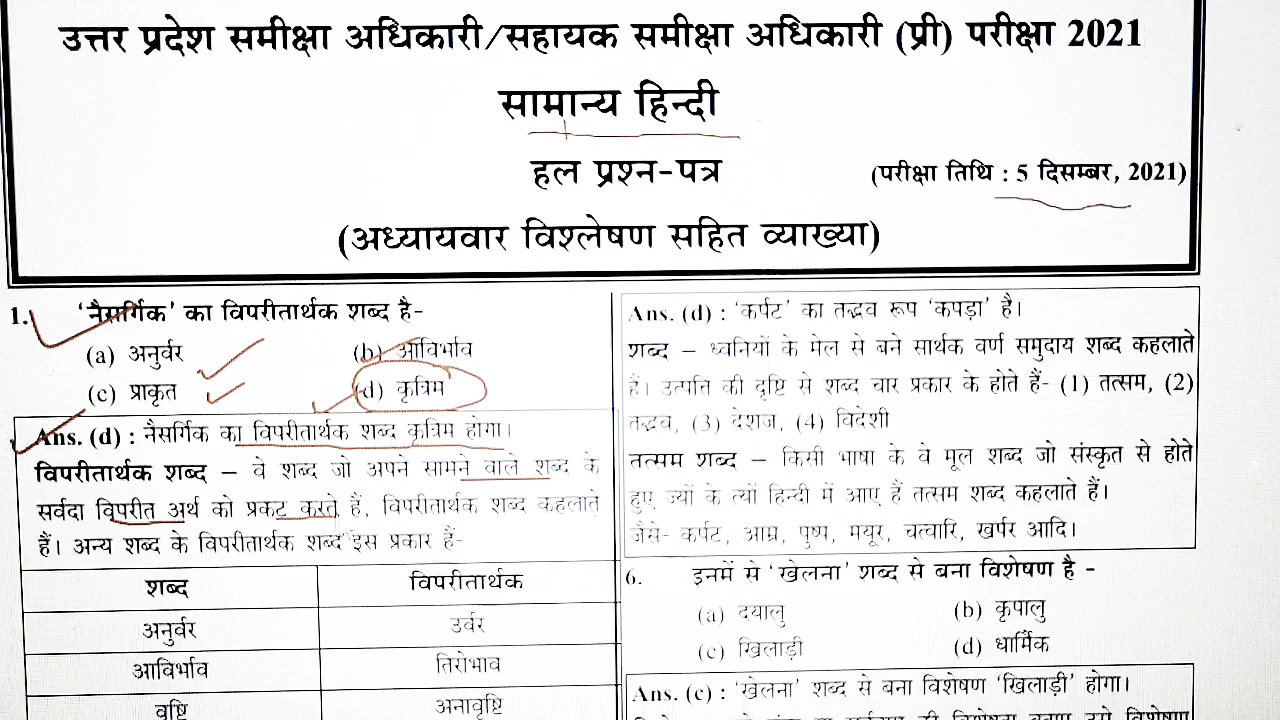 उत्तर प्रदेश समीक्षा अधिकारी/सहायक समीक्षा अधिकारी (प्री) परीक्षा 2021
सामान्य हिन्दी
हल प्रश्न-पत्र
(परीक्षा तिथि : 5 दिसम्बर, 2021)
(अध्यायवार विश्लेषण सहित व्याख्या)
1. 'नैसर्गिक' का विपरीतार्थक शब्द है-
(a) अनुर्वर (b) आविर्भाव
(c) प्राकृत (d) कृत्रिम
Ans. (d) : नैसर्गिक का विपरीतार्थक शब्द कृत्रिम होगा।
विपरीतार्थक शब्द – वे शब्द जो अपने सामने वाले शब्द के
सर्वदा विपरीत अर्थ को प्रकट करते हैं, विपरीतार्थक शब्द कहलाते
हैं। अन्य शब्द के विपरीतार्थक शब्द इस प्रकार हैं-
शब्द विपरीतार्थक
अनुर्वर उर्वर
आविर्भाव तिरोभाव
वृष्टि अनावृष्टि
Ans. (d) : 'कर्पट' का तद्भव रूप 'कपड़ा' है।
शब्द – ध्वनियों के मेल से बने सार्थक वर्ण समुदाय शब्द कहलाते
हैं। उत्पत्ति की दृष्टि से शब्द चार प्रकार के होते हैं- (1) तत्सम, (2)
तद्भव, (3) देशज, (4) विदेशी
तत्सम शब्द – किसी भाषा के वे मूल शब्द जो संस्कृत से होते
हुए ज्यों के त्यों हिन्दी में आए हैं तत्सम शब्द कहलाते हैं।
जैसे- कर्पट, आम्र, पुष्प, मयूर, चत्वारि, खर्पर आदि।
6. इनमें से 'खेलना' शब्द से बना विशेषण है -
(a) दयालु (b) कृपालु
(c) खिलाड़ी (d) धार्मिक
Ans. (c) : 'खेलना' शब्द से बना विशेषण 'खिलाड़ी' होगा।